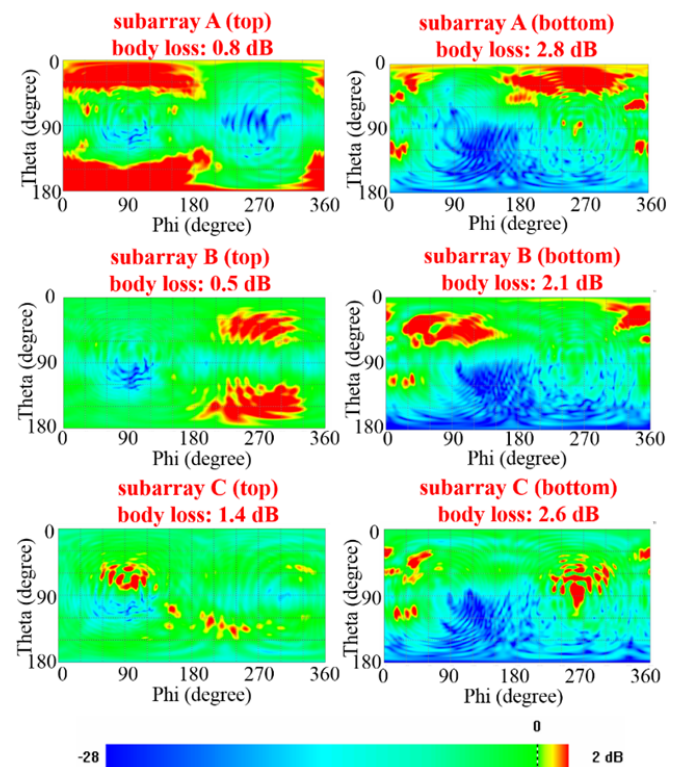 subarray A (top)
body loss: 0.8 dB
subarray A (bottom)
body loss: 2.8 dB
Theta (degree)
0
90
180
0 90 180 270 360
Phi (degree)
Theta (degree)
0
90
180
0 90 180 270 360
Phi (degree)
subarray B (top)
body loss: 0.5 dB
subarray B (bottom)
body loss: 2.1 dB
Theta (degree)
0
90
180
0 90 180 270 360
Phi (degree)
Theta (degree)
0
90
180
0 90 180 270 360
Phi (degree)
subarray C (top)
body loss: 1.4 dB
subarray C (bottom)
body loss: 2.6 dB
Theta (degree)
0
90
180
0 90 180 270 360
Phi (degree)
Theta (degree)
0
90
180
0 90 180 270 360
Phi (degree)
0
-28 2 dB